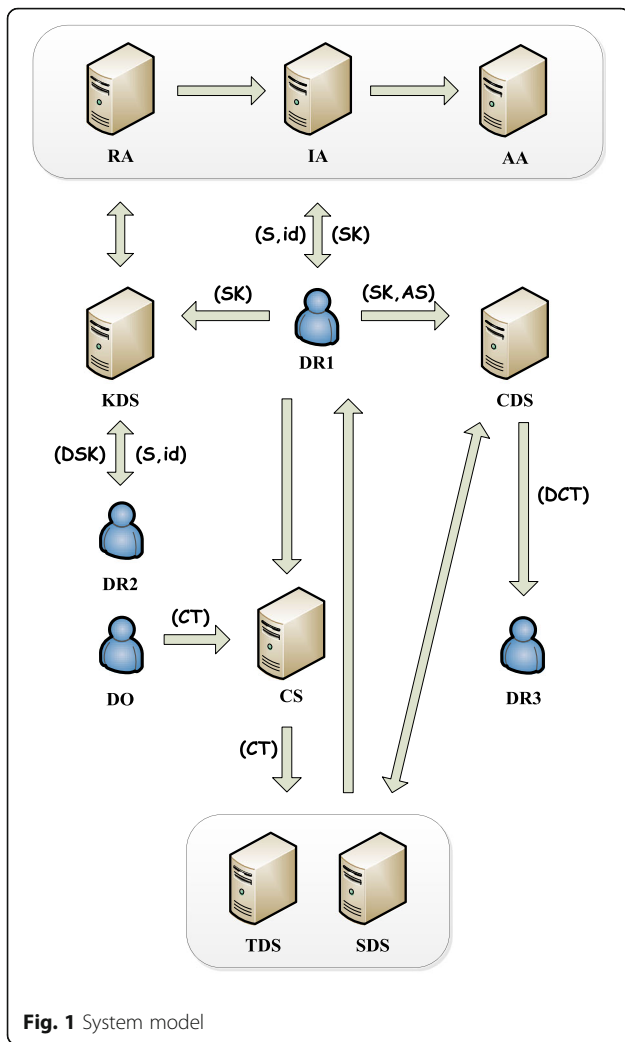 RA IA AA
(S,id) (SK)
(SK) (SK,AS)
DR1
KDS CDS
(DSK) (S,id)
(DCT)
DR2
(CT)
DO CS DR3
(CT)
TDS SDS
Fig. 1 System model